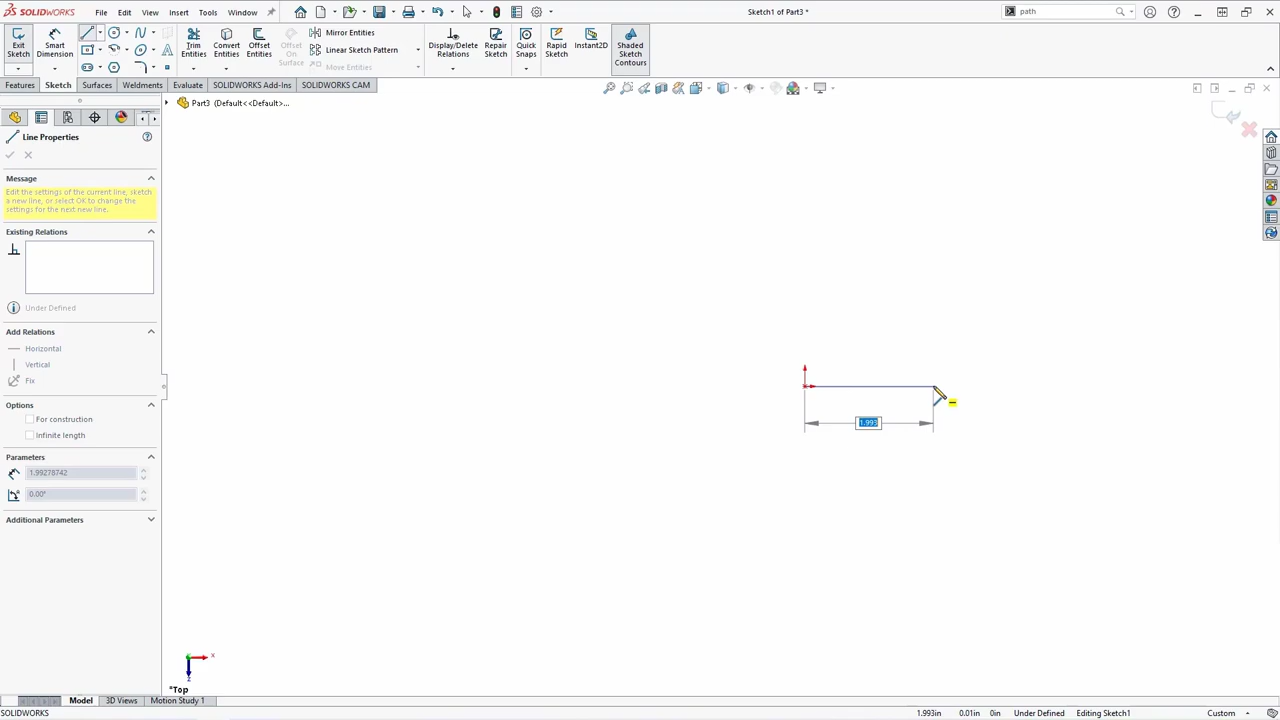 SOLIDWORKS
File
Edit
View
Insert
Tools
Window
Sketch1 of Part3 *
path
Exit Sketch
Smart Dimension
Trim Entities
Convert Entities
Offset Entities
Offset On Surface
Mirror Entities
Linear Sketch Pattern
Move Entities
Display/Delete Relations
Repair Sketch
Quick Snaps
Rapid Sketch
Instant2D
Shaded Sketch Contours
Features
Sketch
Surfaces
Weldments
Evaluate
SOLIDWORKS Add-Ins
SOLIDWORKS CAM
Part3 (Default<<Default>...
Line Properties
Message
Edit the settings of the current line, sketch
a new line, or select OK to change the
settings for the next new line.
Existing Relations
Under Defined
Add Relations
Horizontal
Vertical
Fix
Options
For construction
Infinite length
Parameters
1.99278742
0.00°
Additional Parameters
1.993
x
z
*Top
Model
3D Views
Motion Study 1
SOLIDWORKS
1.993in
0.01in
0in
Under Defined
Editing Sketch1
Custom